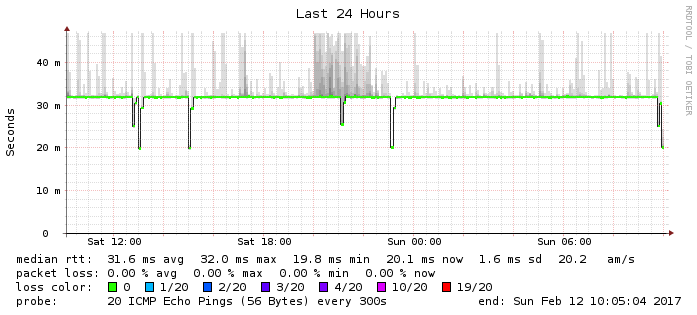 Last 24 Hours
RRDTOOL / TOBI OETIKER
Seconds
40 m
30 m
20 m
10 m
0
Sat 12:00 Sat 18:00 Sun 00:00 Sun 06:00
median rtt: 31.6 ms avg 32.0 ms max 19.8 ms min 20.1 ms now 1.6 ms sd 20.2 am/s
packet loss: 0.00 % avg 0.00 % max 0.00 % min 0.00 % now
loss color: 0 1/20 2/20 3/20 4/20 10/20 19/20
probe: 20 ICMP Echo Pings (56 Bytes) every 300s end: Sun Feb 12 10:05:04 2017